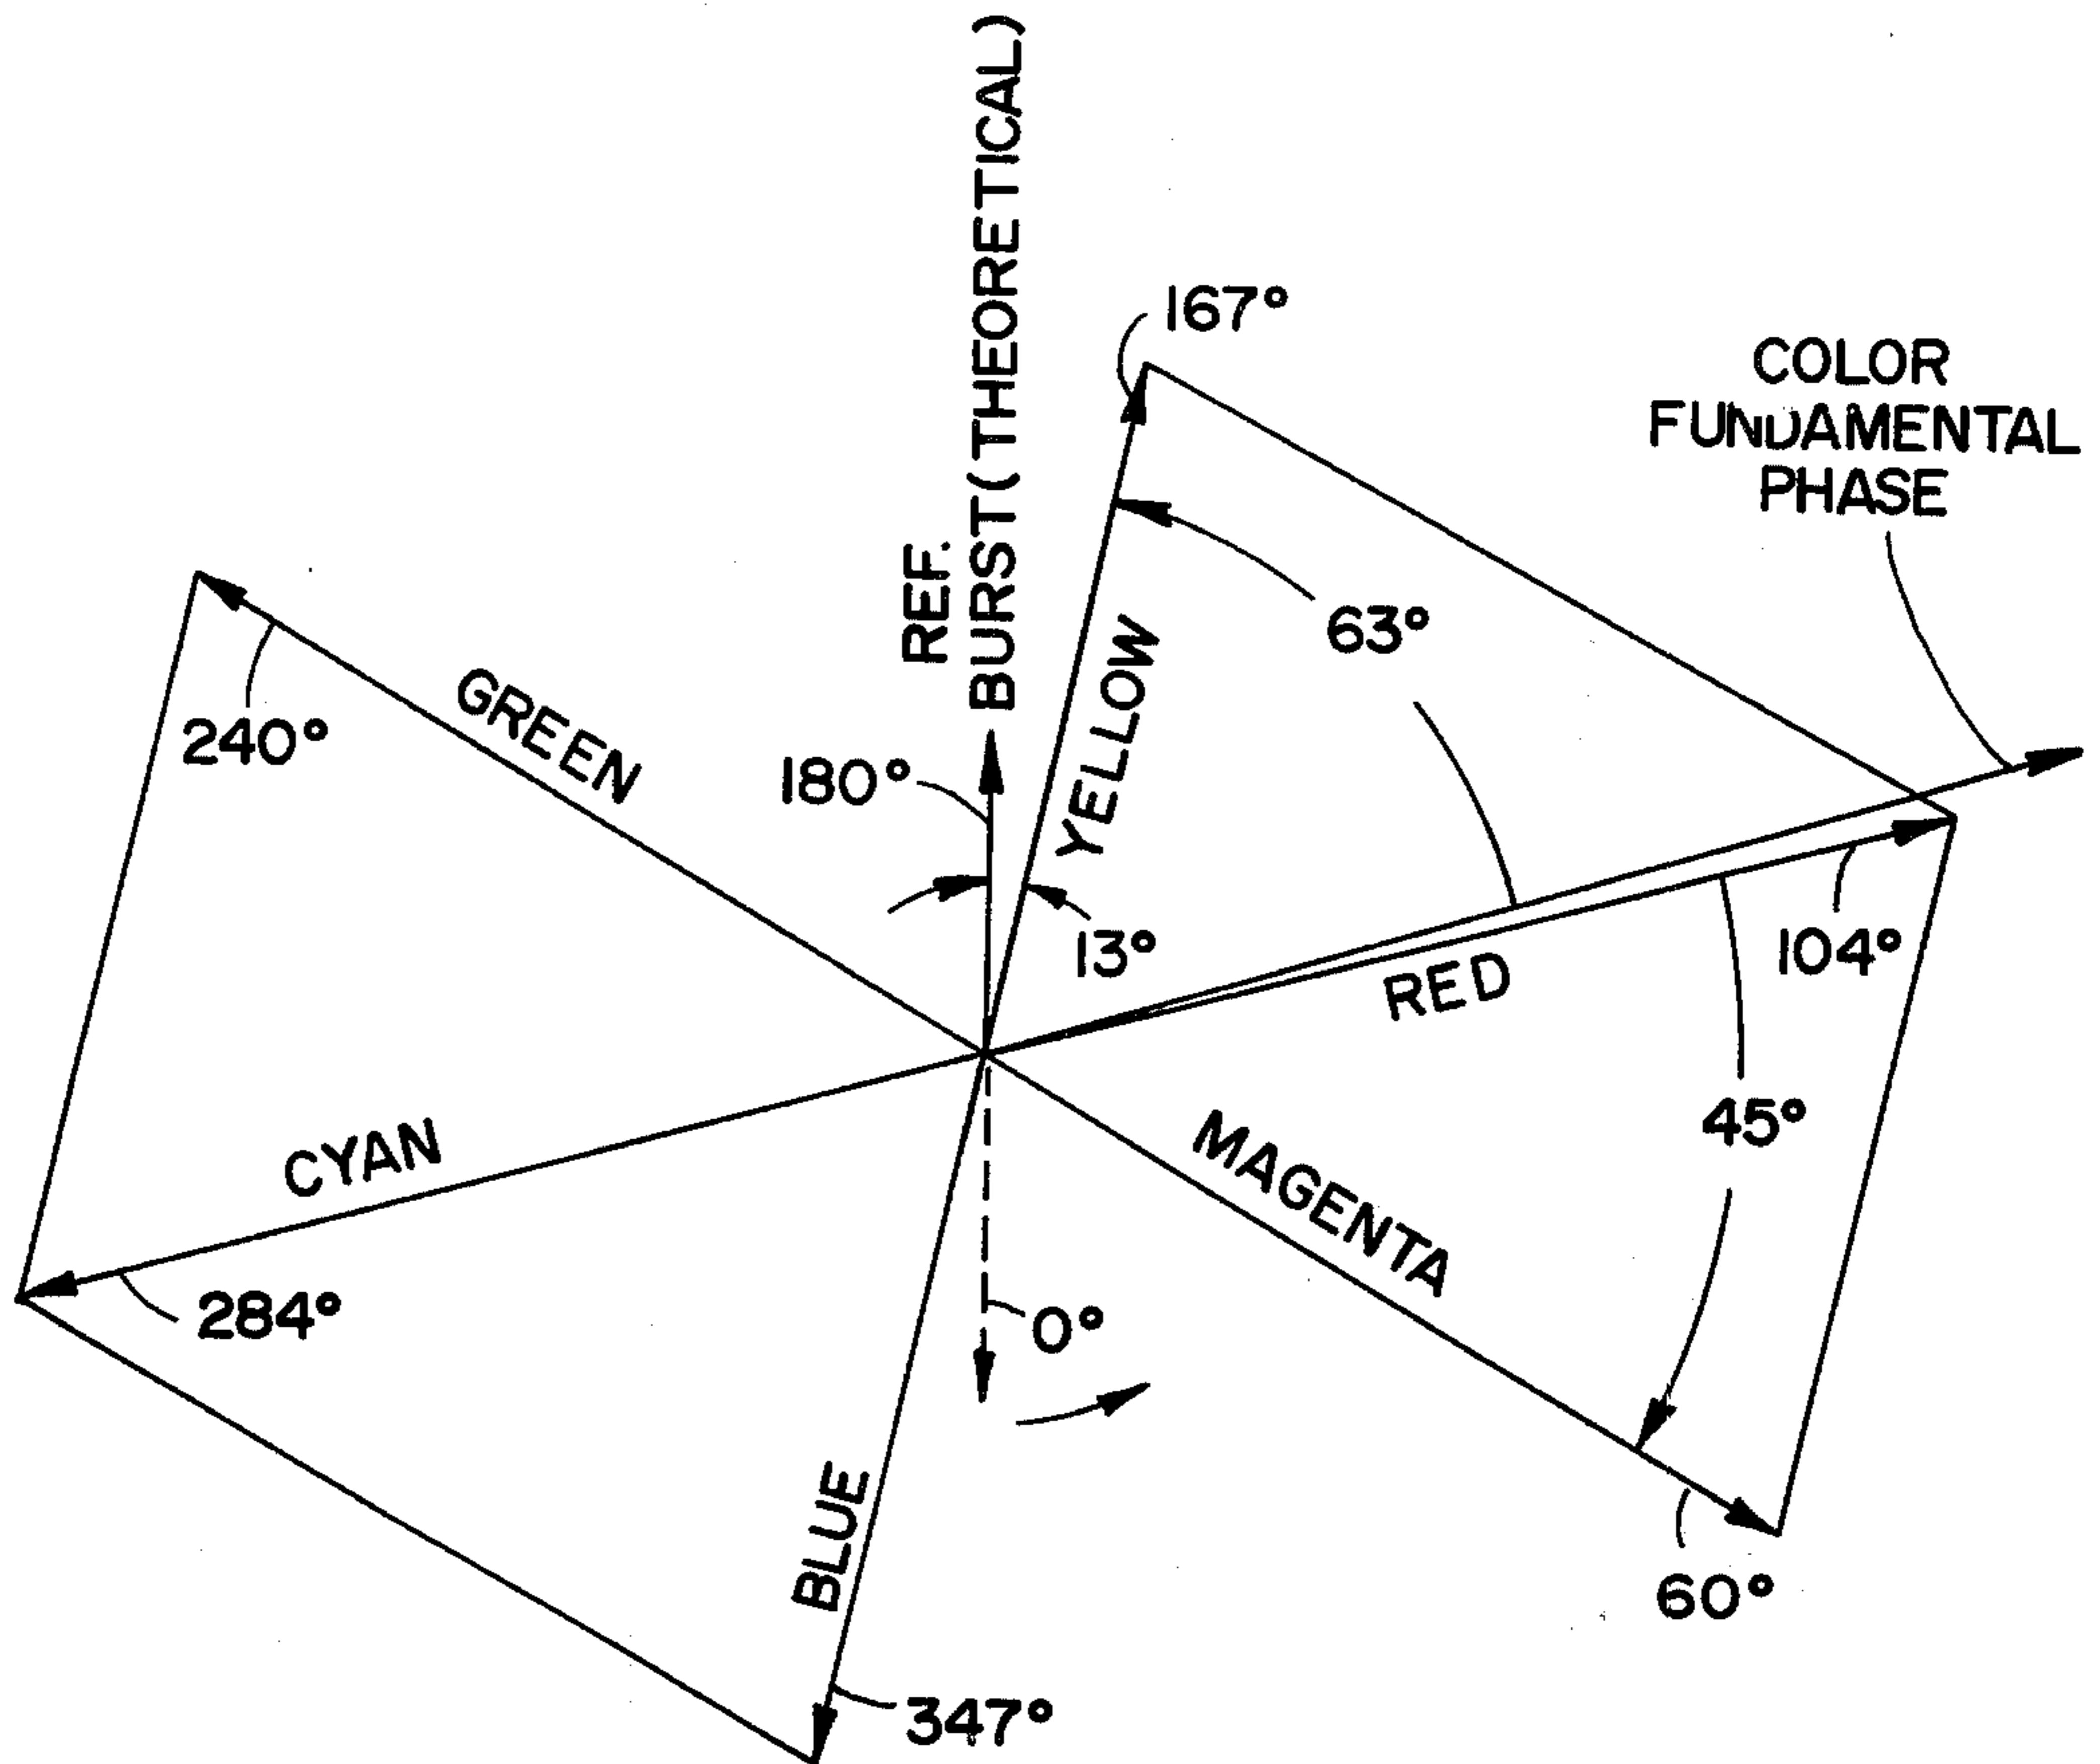 REF.
BURST(THEORETICAL)
167°
COLOR
FUNDAMENTAL
PHASE
63°
YELLOW
GREEN
240°
180°
13°
RED
104°
45°
CYAN
MAGENTA
284°
0°
BLUE
60°
347°